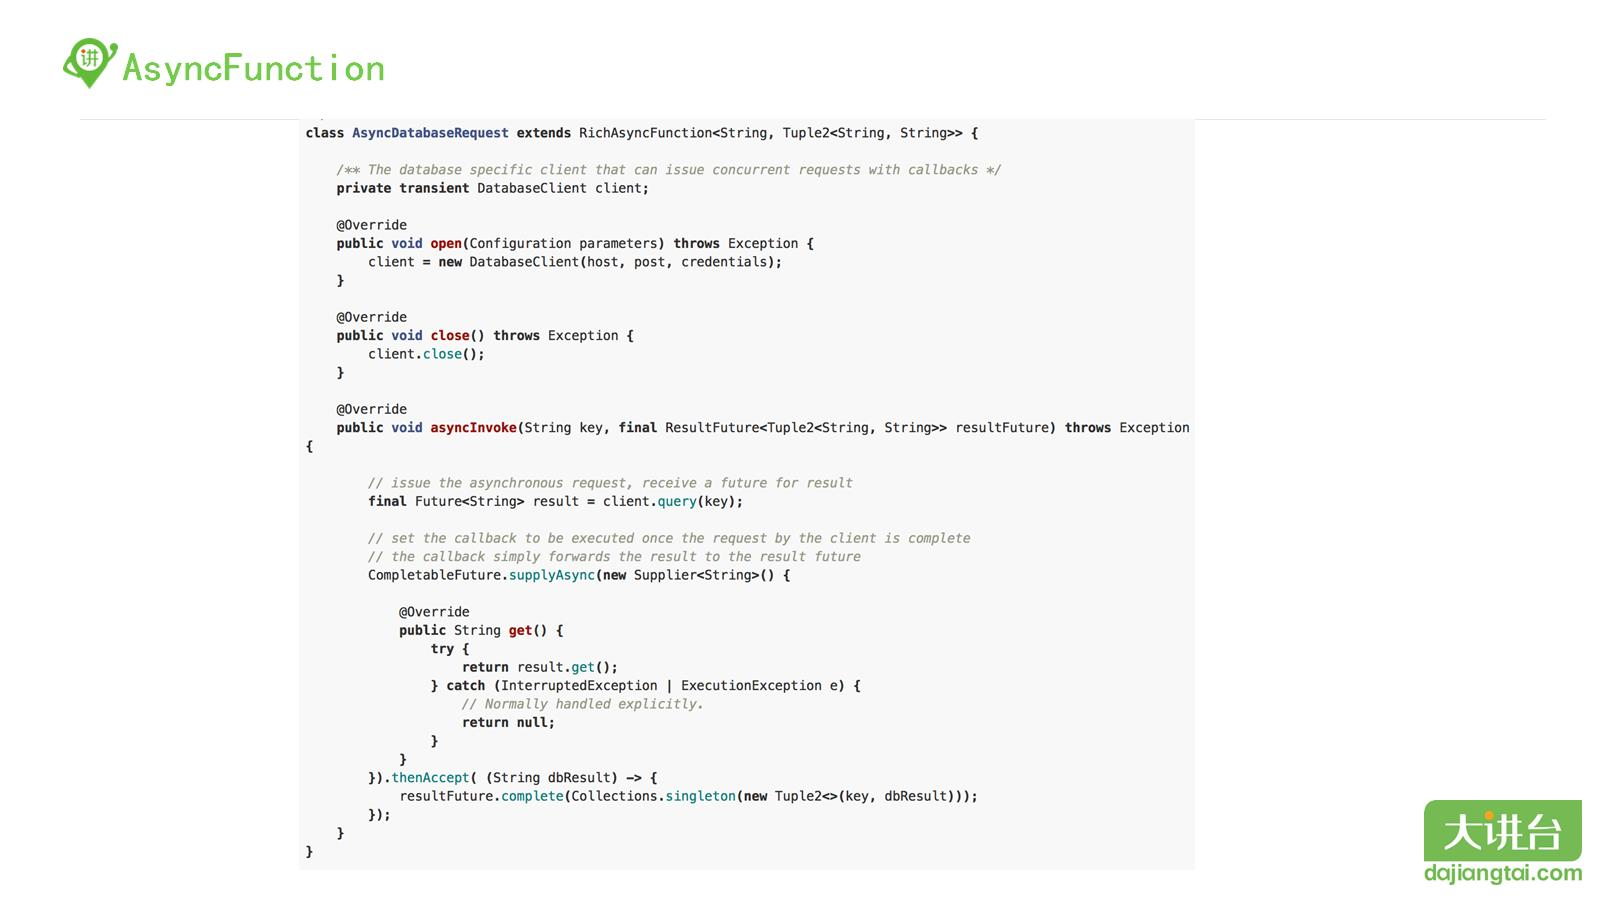 讲
AsyncFunction
class AsyncDatabaseRequest extends RichAsyncFunction<String, Tuple2<String, String>> {
/** The database specific client that can issue concurrent requests with callbacks */
private transient DatabaseClient client;
@Override
public void open(Configuration parameters) throws Exception {
client = new DatabaseClient(host, post, credentials);
}
@Override
public void close() throws Exception {
client.close();
}
@Override
public void asyncInvoke(String key, final ResultFuture<Tuple2<String, String>> resultFuture) throws Exception
{
// issue the asynchronous request, receive a future for result
final Future<String> result = client.query(key);
// set the callback to be executed once the request by the client is complete
// the callback simply forwards the result to the result future
CompletableFuture.supplyAsync(new Supplier<String>() {
@Override
public String get() {
try {
return result.get();
} catch (InterruptedException | ExecutionException e) {
// Normally handled explicitly.
return null;
}
}
}).thenAccept( (String dbResult) -> {
resultFuture.complete(Collections.singleton(new Tuple2<>(key, dbResult)));
});
}
}
大讲台
dajiangtai.com